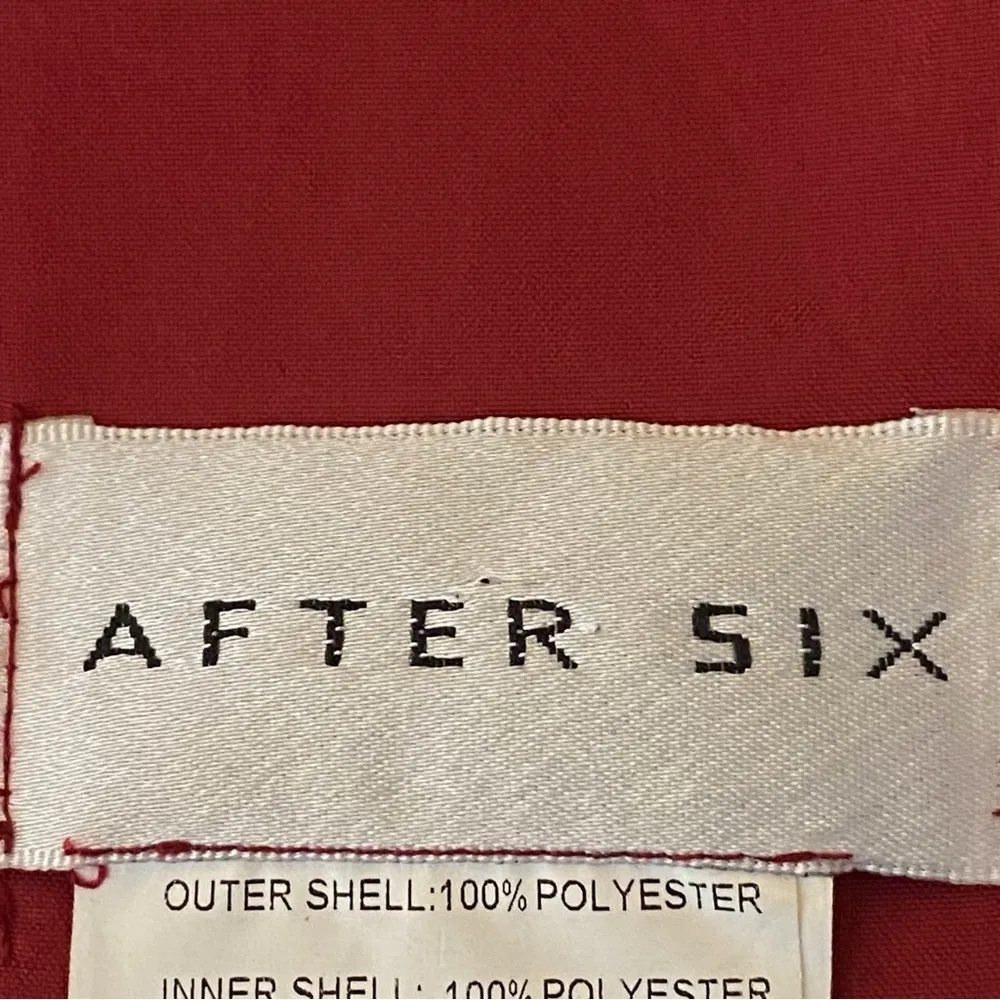 AFTER SIX
OUTER SHELL:100% POLYESTER
INNER SHELL: 100% POLYESTER